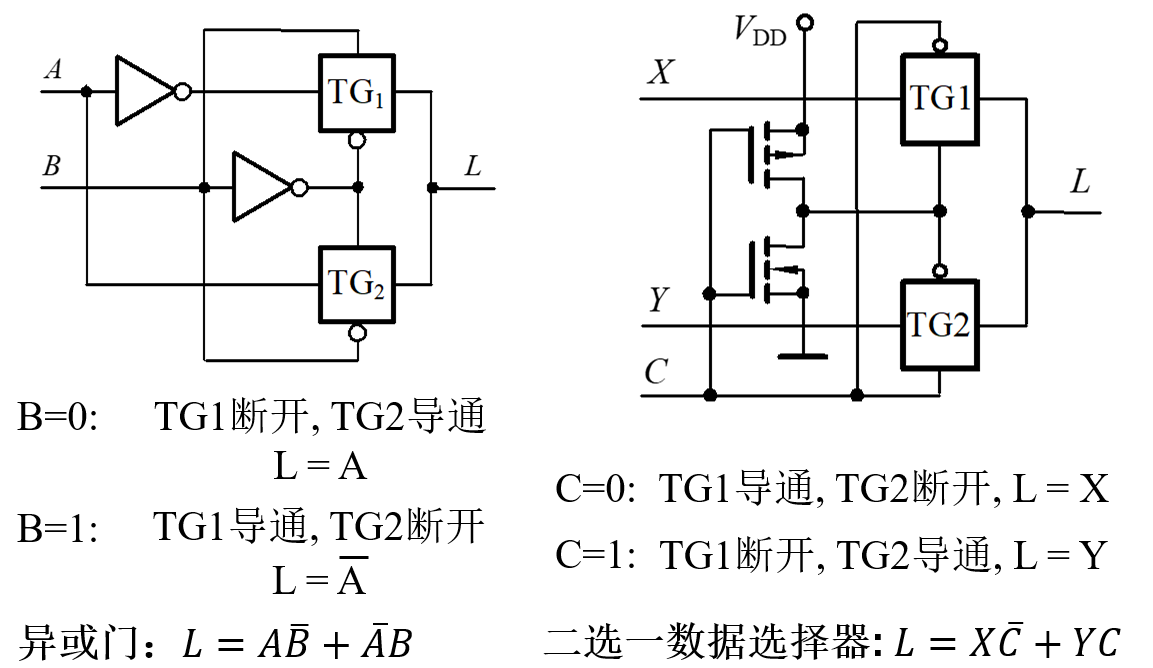 A
TG₁
B
L
TG₂
B=0: TG1断开, TG2导通
L = A
B=1: TG1导通, TG2断开
L = A̅
异或门：L = AB̅ + A̅B
V_DD
X
TG1
L
Y
TG2
C
C=0: TG1导通, TG2断开, L = X
C=1: TG1断开, TG2导通, L = Y
二选一数据选择器: L = XC̅ + YC